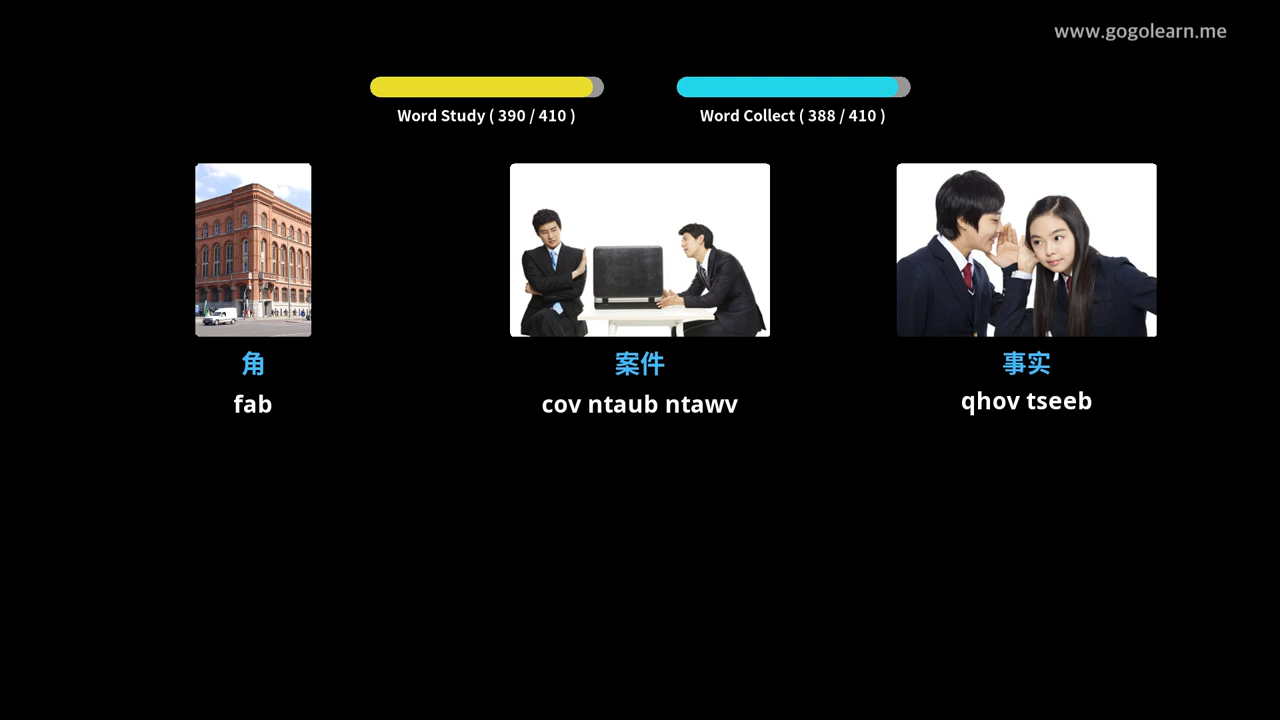 www.gogolearn.me
Word Study ( 390 / 410 )
Word Collect ( 388 / 410 )
角
案件
事实
fab
cov ntaub ntawv
qhov tseeb